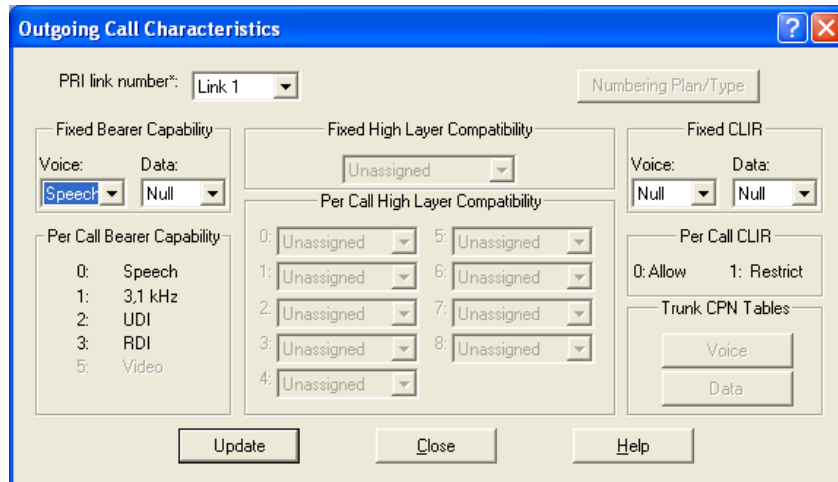 Outgoing Call Characteristics
PRI link number*: Link 1
Numbering Plan/Type
Fixed Bearer Capability
Voice: Data:
Speech Null
Fixed High Layer Compatibility
Unassigned
Fixed CLIR
Voice: Data:
Null Null
Per Call Bearer Capability
0: Speech
1: 3,1 kHz
2: UDI
3: RDI
5: Video
Per Call High Layer Compatibility
0: Unassigned 5: Unassigned
1: Unassigned 6: Unassigned
2: Unassigned 7: Unassigned
3: Unassigned 8: Unassigned
4: Unassigned
Per Call CLIR
0: Allow 1: Restrict
Trunk CPN Tables
Voice
Data
Update Close Help